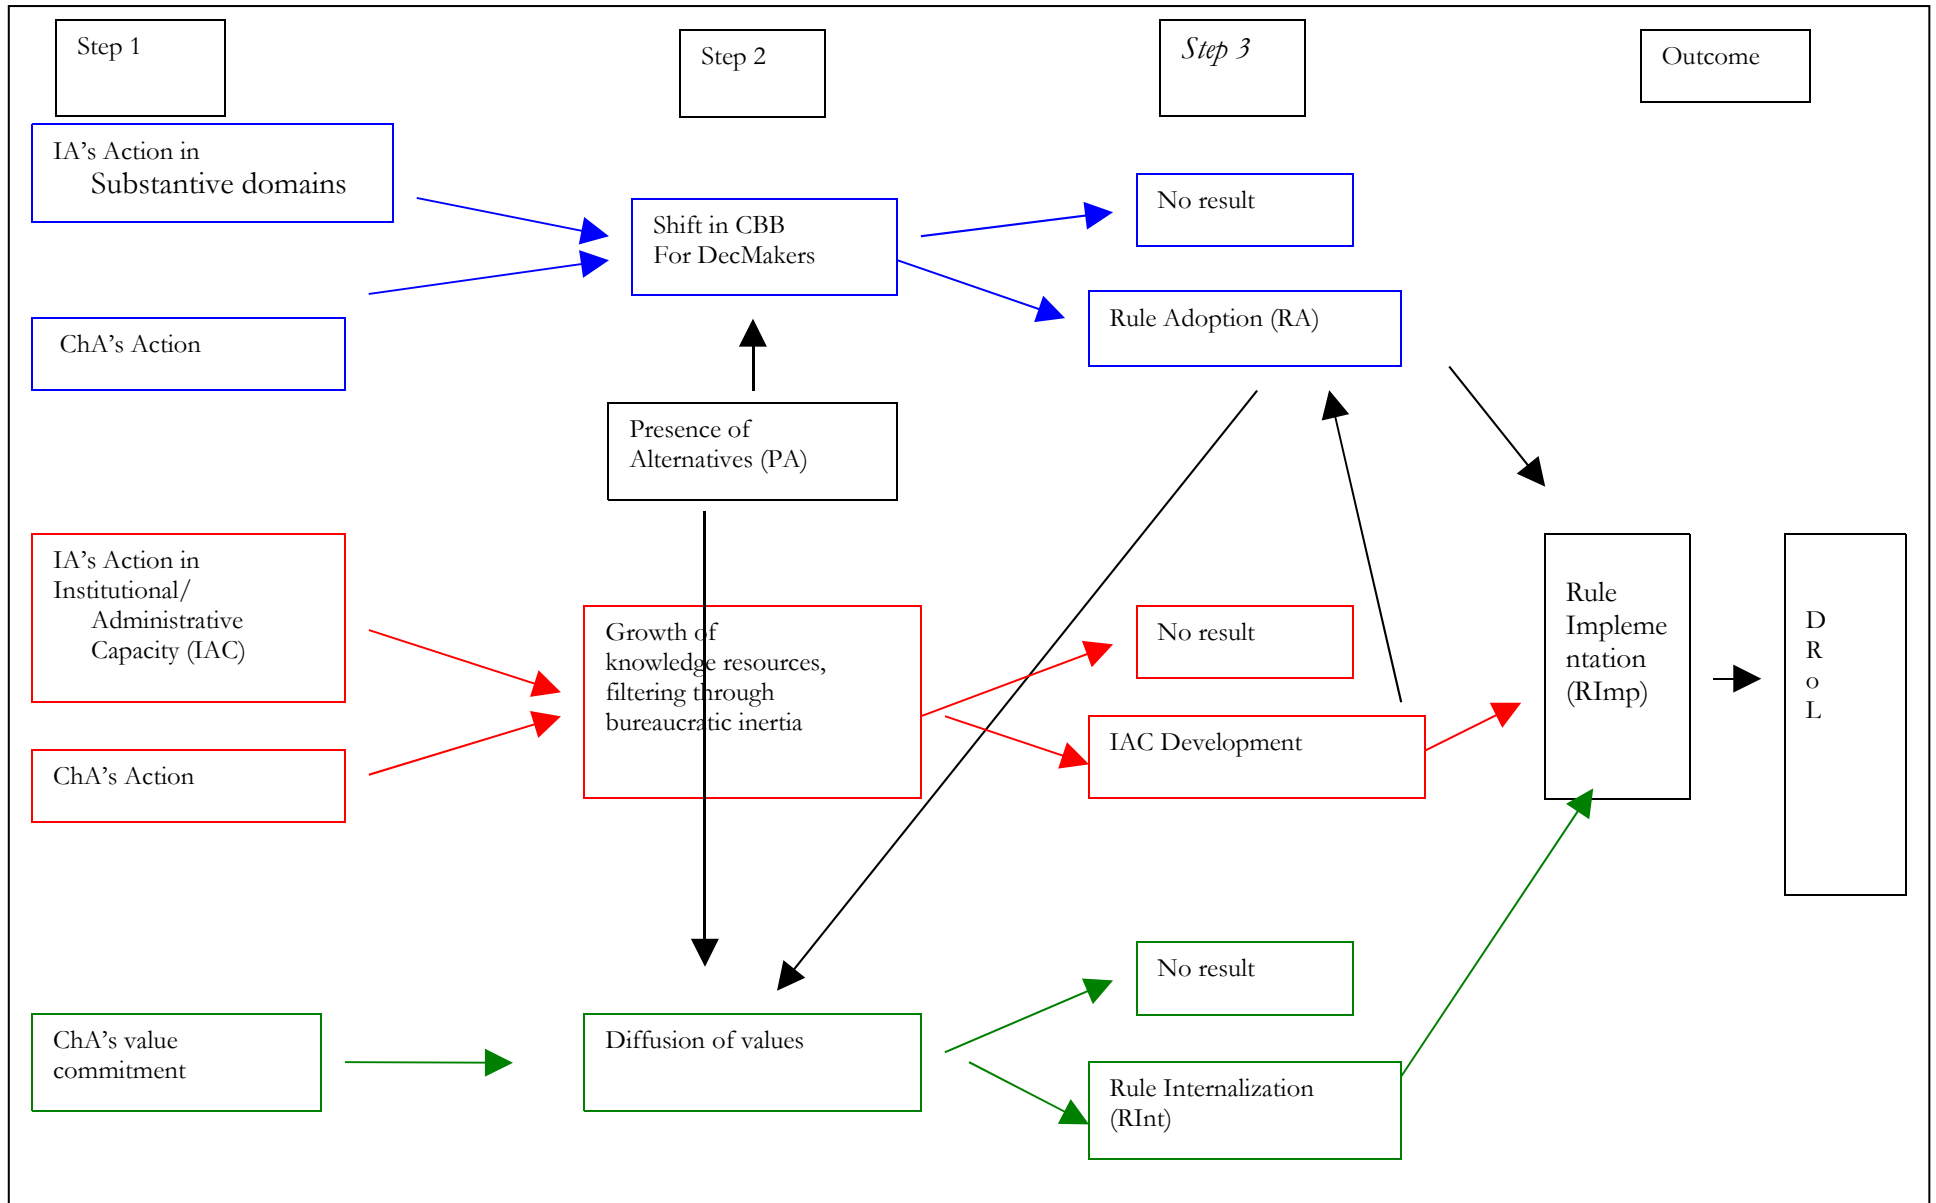 Step 1
Step 2
Step 3
Outcome
IA’s Action in
Substantive domains
ChA’s Action
Shift in CBB
For DecMakers
No result
Rule Adoption (RA)
Presence of
Alternatives (PA)
IA’s Action in
Institutional/
Administrative
Capacity (IAC)
ChA’s Action
Growth of
knowledge resources,
filtering through
bureaucratic inertia
No result
IAC Development
Rule
Impleme
ntation
(RImp)
D
R
o
L
ChA’s value
commitment
Diffusion of values
No result
Rule Internalization
(RInt)